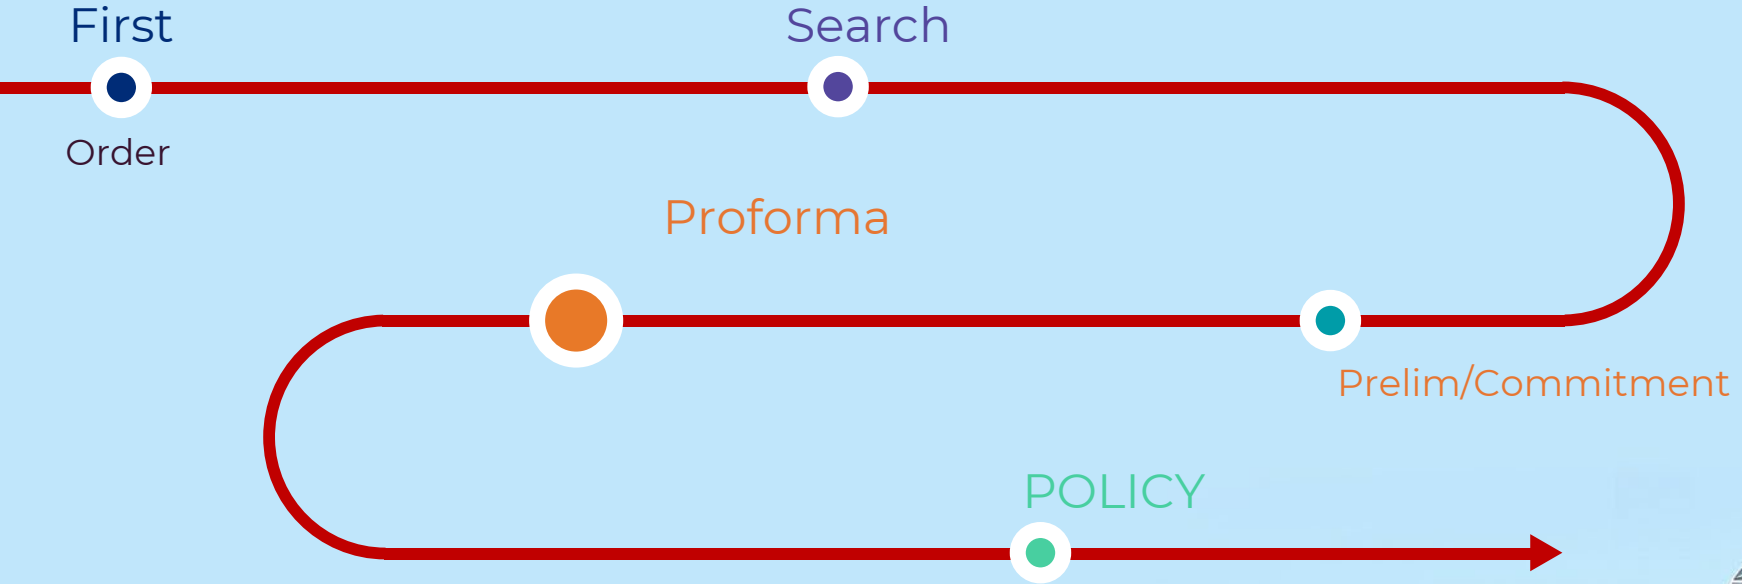 First
Search
Order
Proforma
Prelim/Commitment
POLICY